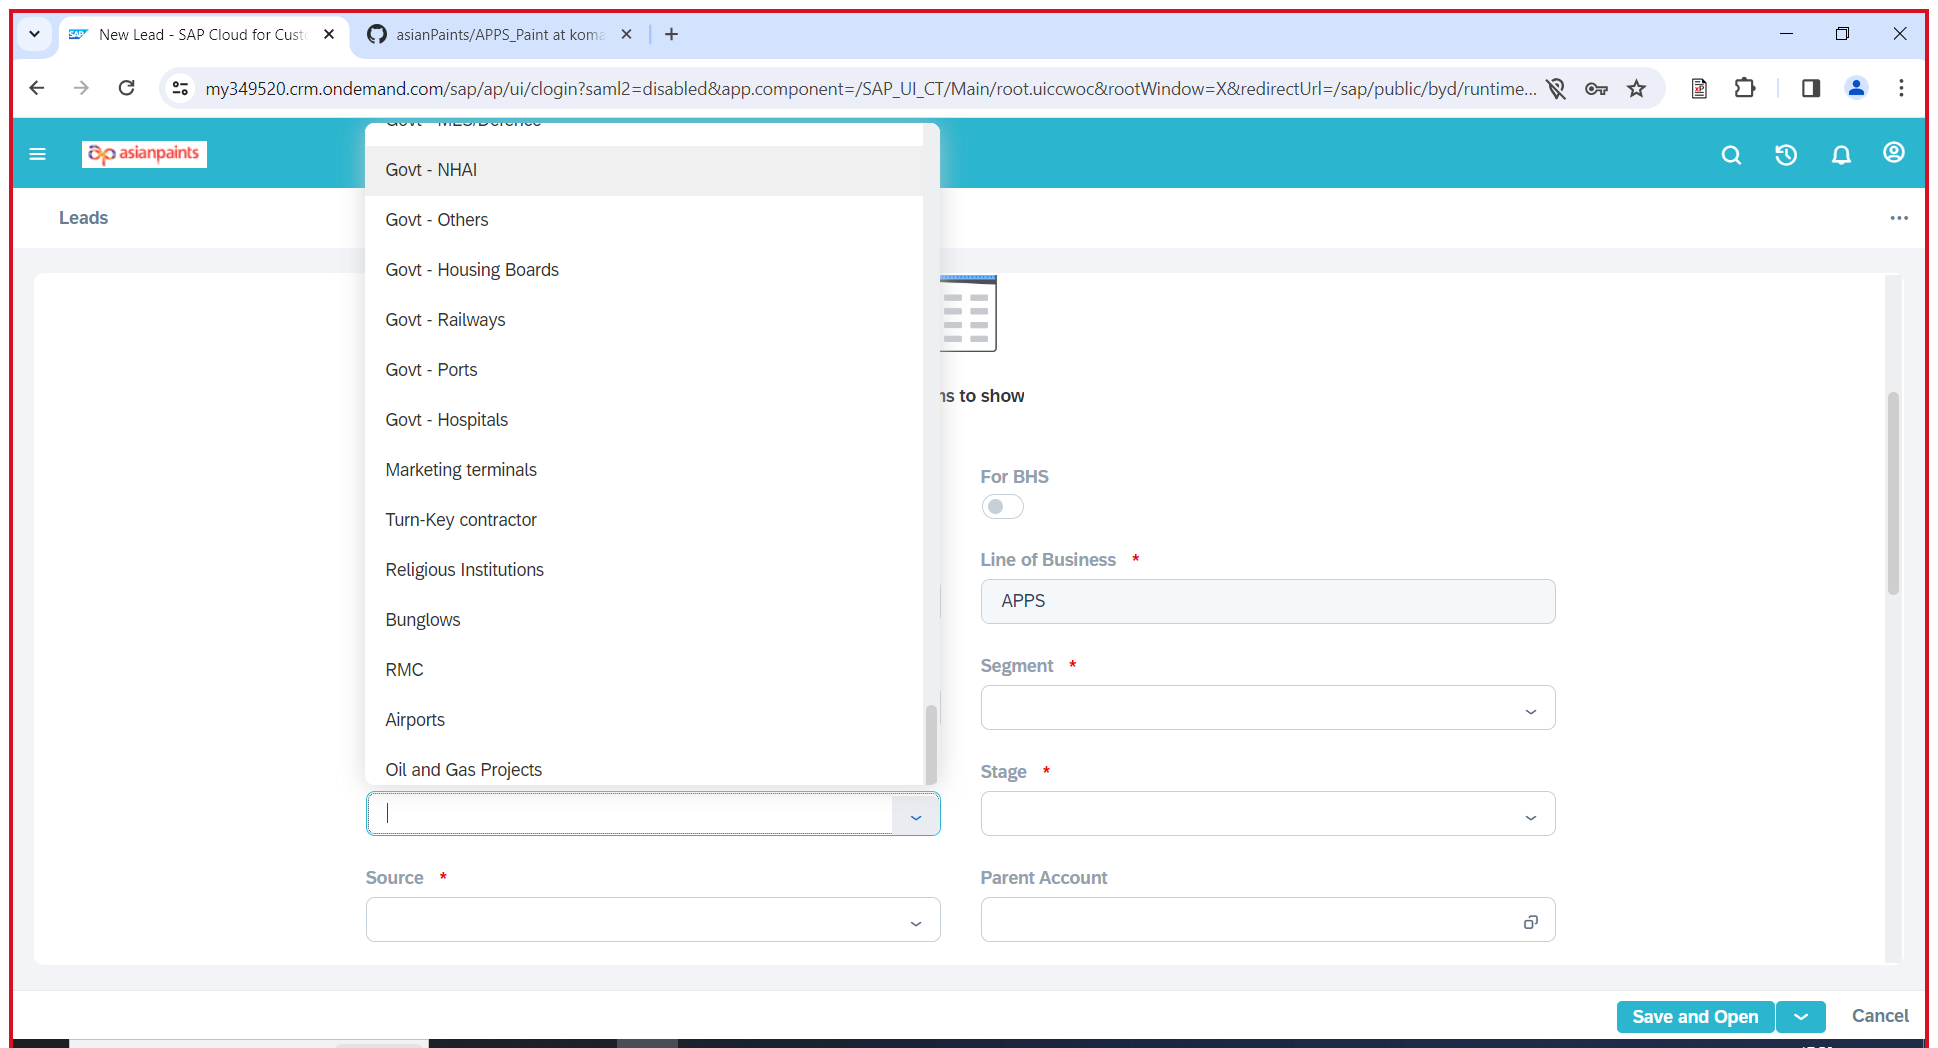 New Lead - SAP Cloud for Custo
asianPaints/APPS_Paint at koma
my349520.crm.ondemand.com/sap/ap/ui/clogin?saml2=disabled&app.component=/SAP_UI_CT/Main/root.uiccwoc&rootWindow=X&redirectUrl=/sap/public/byd/runtime...
asianpaints
Leads
Govt - MES/Defence
Govt - NHAI
Govt - Others
Govt - Housing Boards
Govt - Railways
Govt - Ports
Govt - Hospitals
Marketing terminals
Turn-Key contractor
Religious Institutions
Bunglows
RMC
Airports
Oil and Gas Projects
to show
For BHS
Line of Business *
APPS
Segment *
Stage *
Source *
Parent Account
Save and Open
Cancel